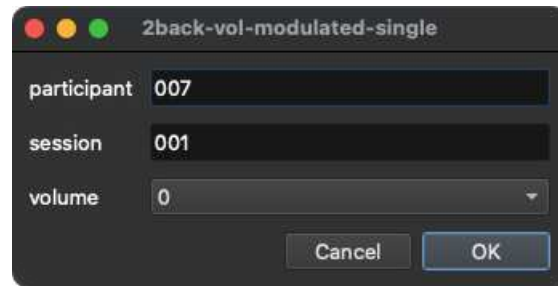 2back-vol-modulated-single
participant 007
session 001
volume 0
Cancel OK